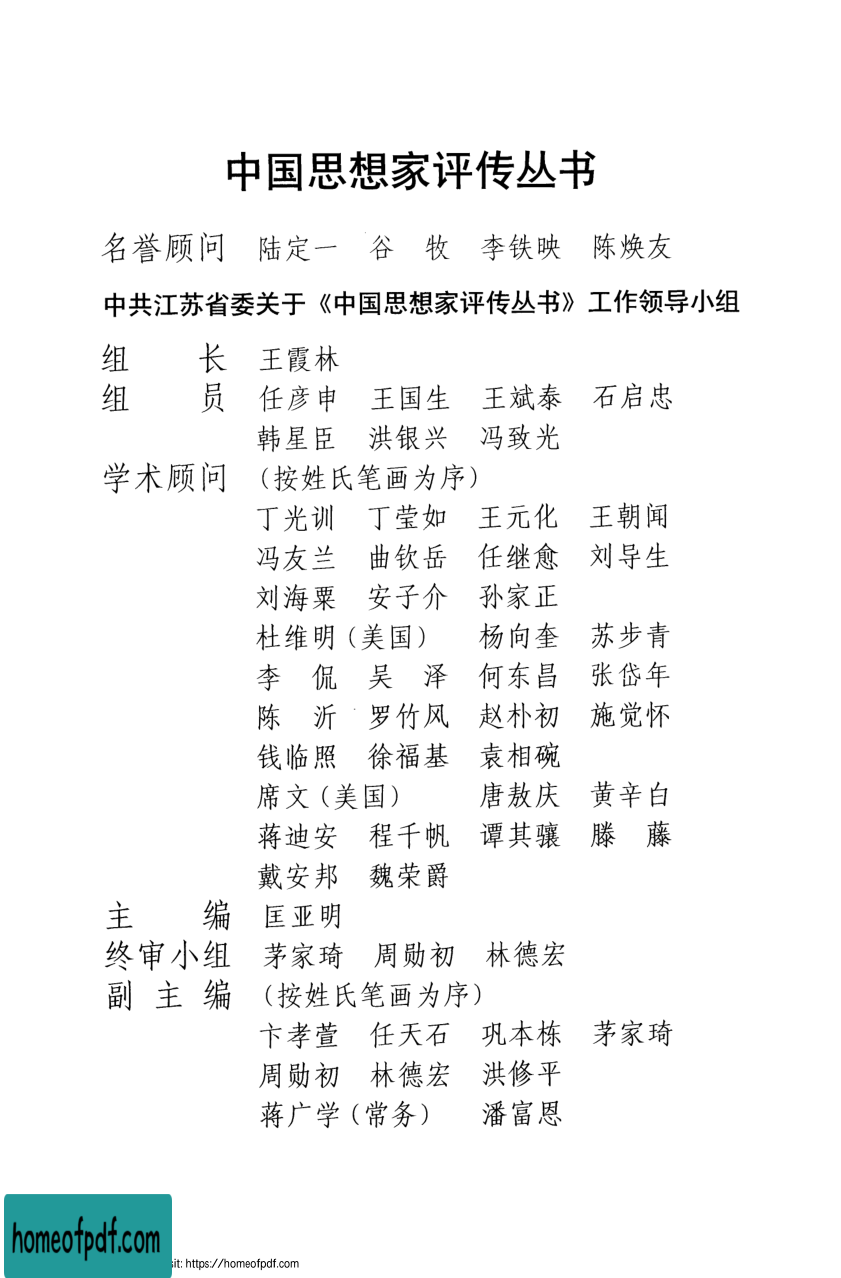 中国思想家评传丛书
名誉顾问 陆定一 谷 牧 李铁映 陈焕友
中共江苏省委关于《中国思想家评传丛书》工作领导小组
组 长 王霞林
组 员 任彦申 王国生 王斌泰 石启忠
韩星臣 洪银兴 冯致光
学术顾问 (按姓氏笔画为序)
丁光训 丁莹如 王元化 王朝闻
冯友兰 曲钦岳 任继愈 刘导生
刘海粟 安子介 孙家正
杜维明(美国) 杨向奎 苏步青
李 侃 吴 泽 何东昌 张岱年
陈 沂 罗竹风 赵朴初 施觉怀
钱临照 徐福基 袁相碗
席文(美国) 唐敖庆 黄辛白
蒋迪安 程千帆 谭其骧 滕 藤
戴安邦 魏荣爵
主 编 匡亚明
终审小组 茅家琦 周勋初 林德宏
副 主 编 (按姓氏笔画为序)
卞孝萱 任天石 巩本栋 茅家琦
周勋初 林德宏 洪修平
蒋广学(常务) 潘富恩
homeofpdf.com
sit: https://homeofpdf.com